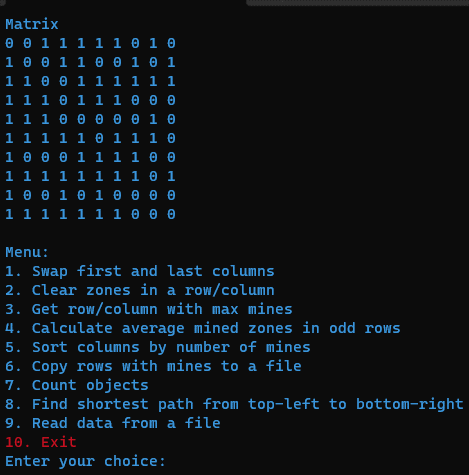 Matrix
0 0 1 1 1 1 1 0 1 0
1 0 0 1 1 0 0 1 0 1
1 1 0 0 1 1 1 1 1 1
1 1 1 0 1 1 1 0 0 0
1 1 1 0 0 0 0 0 1 0
1 1 1 1 1 0 1 1 1 0
1 0 0 0 1 1 1 1 0 0
1 1 1 1 1 1 1 1 0 1
1 0 0 1 0 1 0 0 0 0
1 1 1 1 1 1 1 0 0 0
Menu:
1. Swap first and last columns
2. Clear zones in a row/column
3. Get row/column with max mines
4. Calculate average mined zones in odd rows
5. Sort columns by number of mines
6. Copy rows with mines to a file
7. Count objects
8. Find shortest path from top-left to bottom-right
9. Read data from a file
10. Exit
Enter your choice: